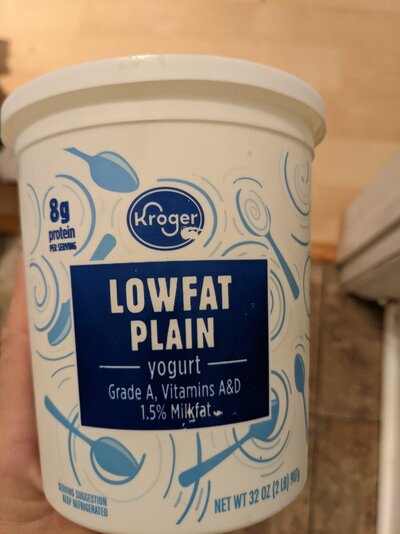 8g
protein
PER SERVING
Kroger
LOWFAT
PLAIN
yogurt
Grade A, Vitamins A&D
1.5% Milkfat
SERVING SUGGESTION
KEEP REFRIGERATED
NET WT 32 OZ (2 LB) 907g